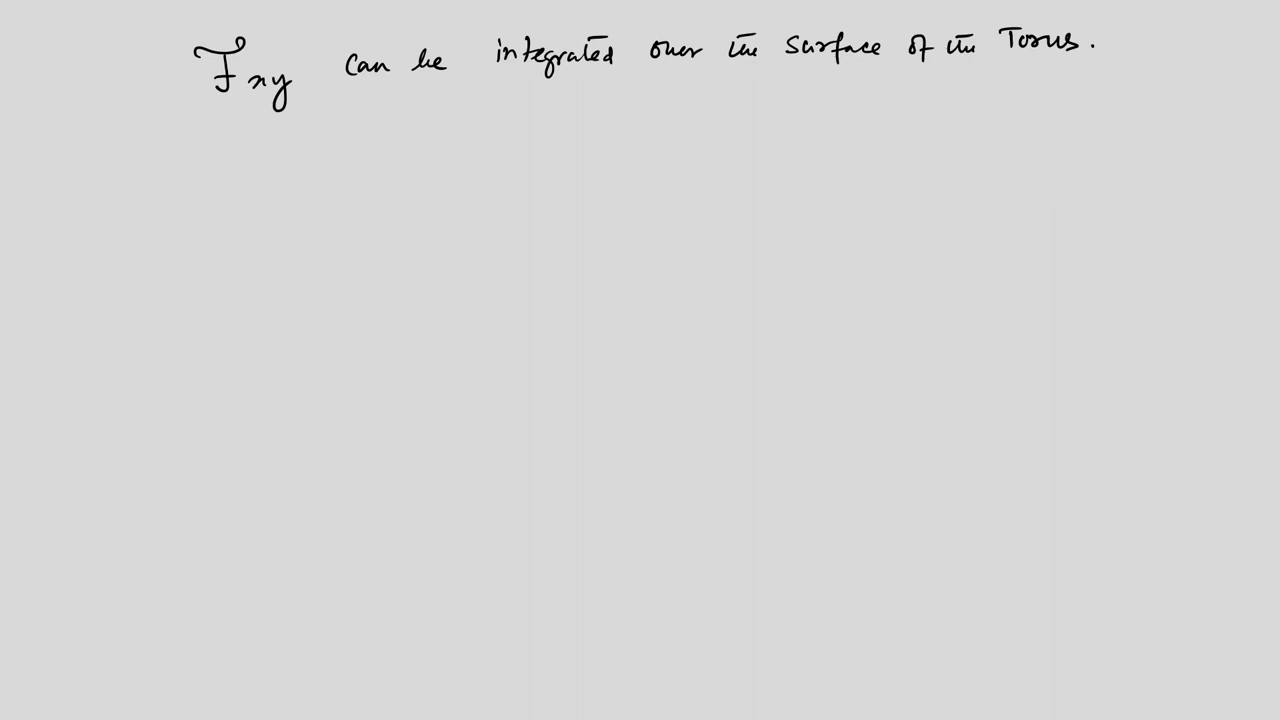 ℱxy can be integrated over the surface of the Torus.